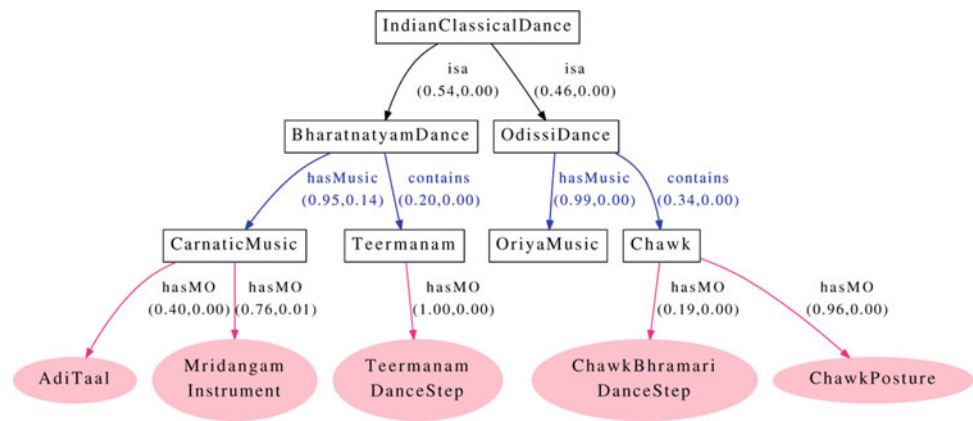 IndianClassicalDance
isa
(0.54,0.00)
isa
(0.46,0.00)
BharatnatyamDance
OdissiDance
hasMusic
(0.95,0.14)
contains
(0.20,0.00)
hasMusic
(0.99,0.00)
contains
(0.34,0.00)
CarnaticMusic
Teermanam
OriyaMusic
Chawk
hasMO
(0.40,0.00)
hasMO
(0.76,0.01)
hasMO
(1.00,0.00)
hasMO
(0.19,0.00)
hasMO
(0.96,0.00)
AdiTaal
Mridangam
Instrument
Teermanam
DanceStep
ChawkBhramari
DanceStep
ChawkPosture